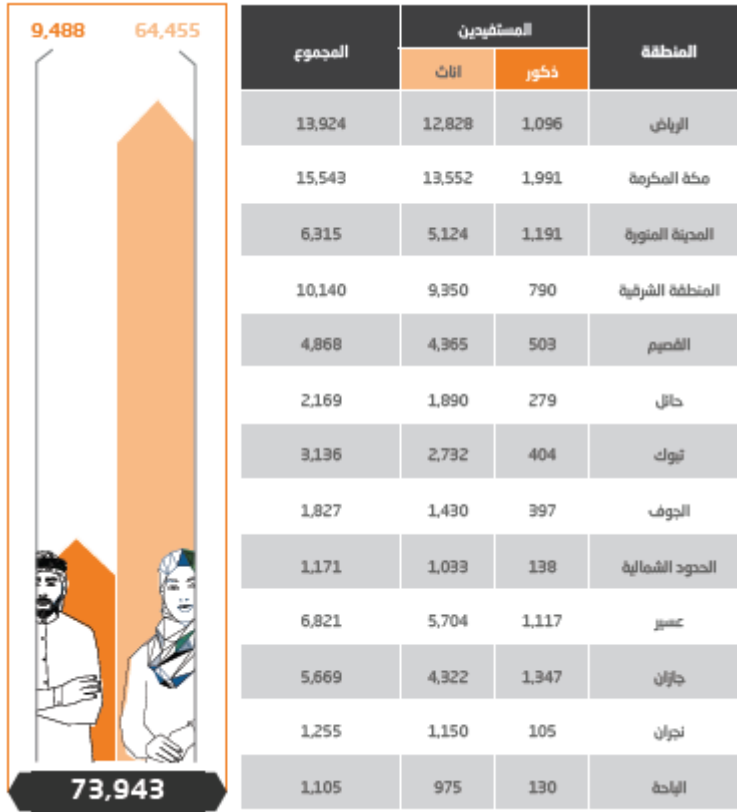 9,488 64,455
المنطقة المستفيدين المجموع
ذكور اناث
الرياض 1,096 12,828 13,924
مكة المكرمة 1,991 13,552 15,543
المدينة المنورة 1,191 5,124 6,315
المنطقة الشرقية 790 9,350 10,140
القصيم 503 4,365 4,868
حائل 279 1,890 2,169
تبوك 404 2,732 3,136
الجوف 397 1,430 1,827
الحدود الشمالية 138 1,033 1,171
عسير 1,117 5,704 6,821
جازان 1,347 4,322 5,669
نجران 105 1,150 1,255
الباحة 130 975 1,105
73,943